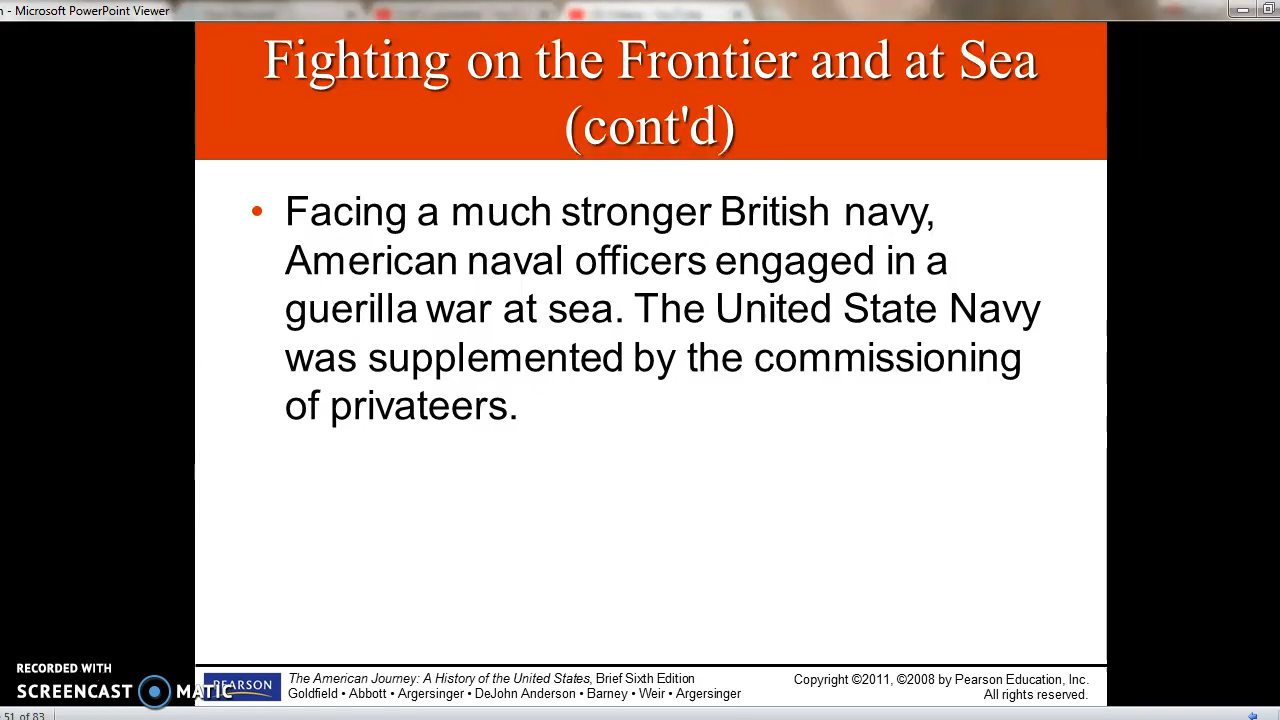 - Microsoft PowerPoint Viewer
Fighting on the Frontier and at Sea
(cont'd)
• Facing a much stronger British navy,
American naval officers engaged in a
guerilla war at sea. The United State Navy
was supplemented by the commissioning
of privateers.
RECORDED WITH
SCREENCAST MATIC
PEARSON
The American Journey: A History of the United States, Brief Sixth Edition
Goldfield • Abbott • Argersinger • DeJohn Anderson • Barney • Weir • Argersinger
Copyright ©2011, ©2008 by Pearson Education, Inc.
All rights reserved.
51 of 83